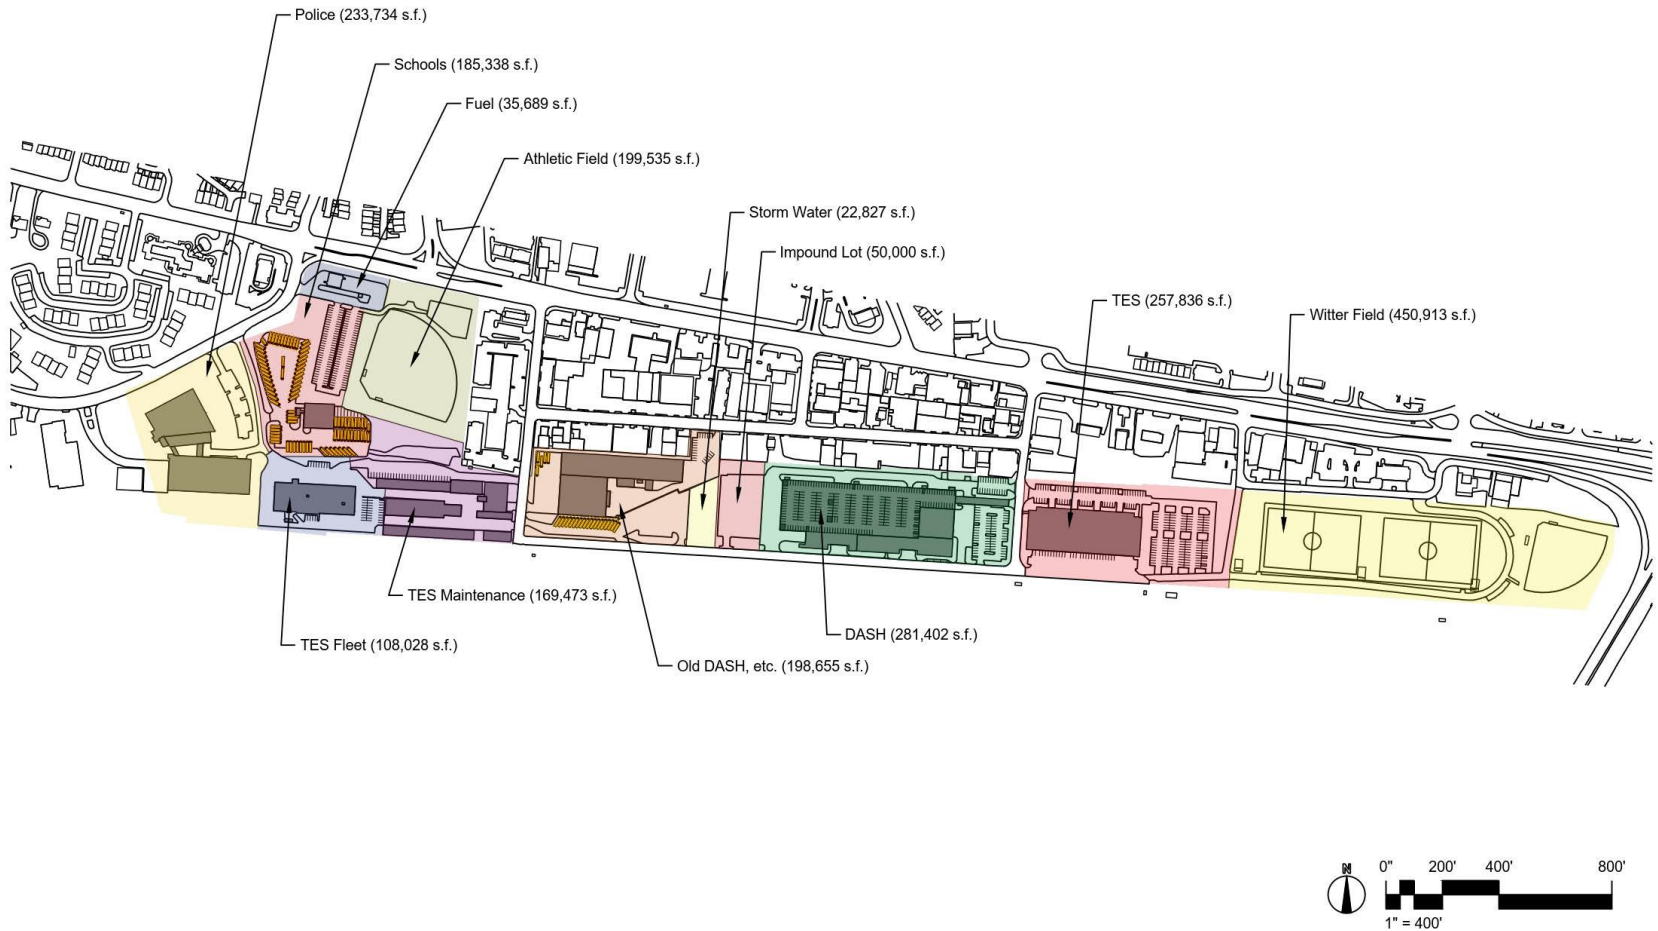 Police (233,734 s.f.)
Schools (185,338 s.f.)
Fuel (35,689 s.f.)
Athletic Field (199,535 s.f.)
Storm Water (22,827 s.f.)
Impound Lot (50,000 s.f.)
TES (257,836 s.f.)
Witter Field (450,913 s.f.)
TES Maintenance (169,473 s.f.)
DASH (281,402 s.f.)
TES Fleet (108,028 s.f.)
Old DASH, etc. (198,655 s.f.)
N
0" 200' 400' 800'
1" = 400'